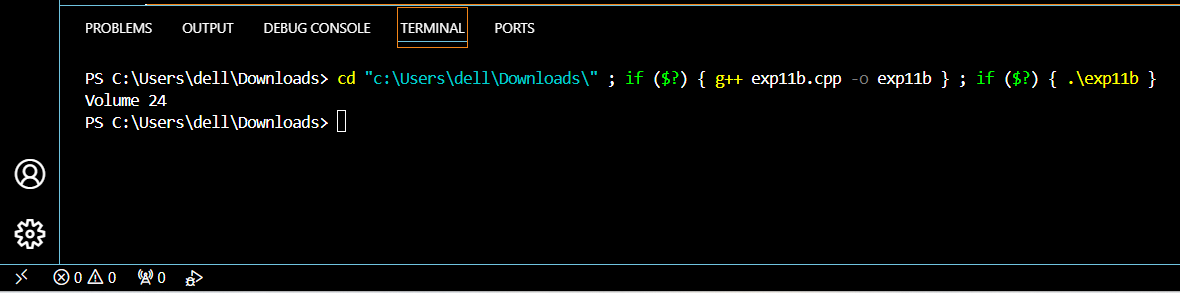 PROBLEMS OUTPUT DEBUG CONSOLE TERMINAL PORTS
PS C:\Users\dell\Downloads> cd "c:\Users\dell\Downloads\" ; if ($?) { g++ exp11b.cpp -o exp11b } ; if ($?) { .\exp11b }
Volume 24
PS C:\Users\dell\Downloads>
0 0 0